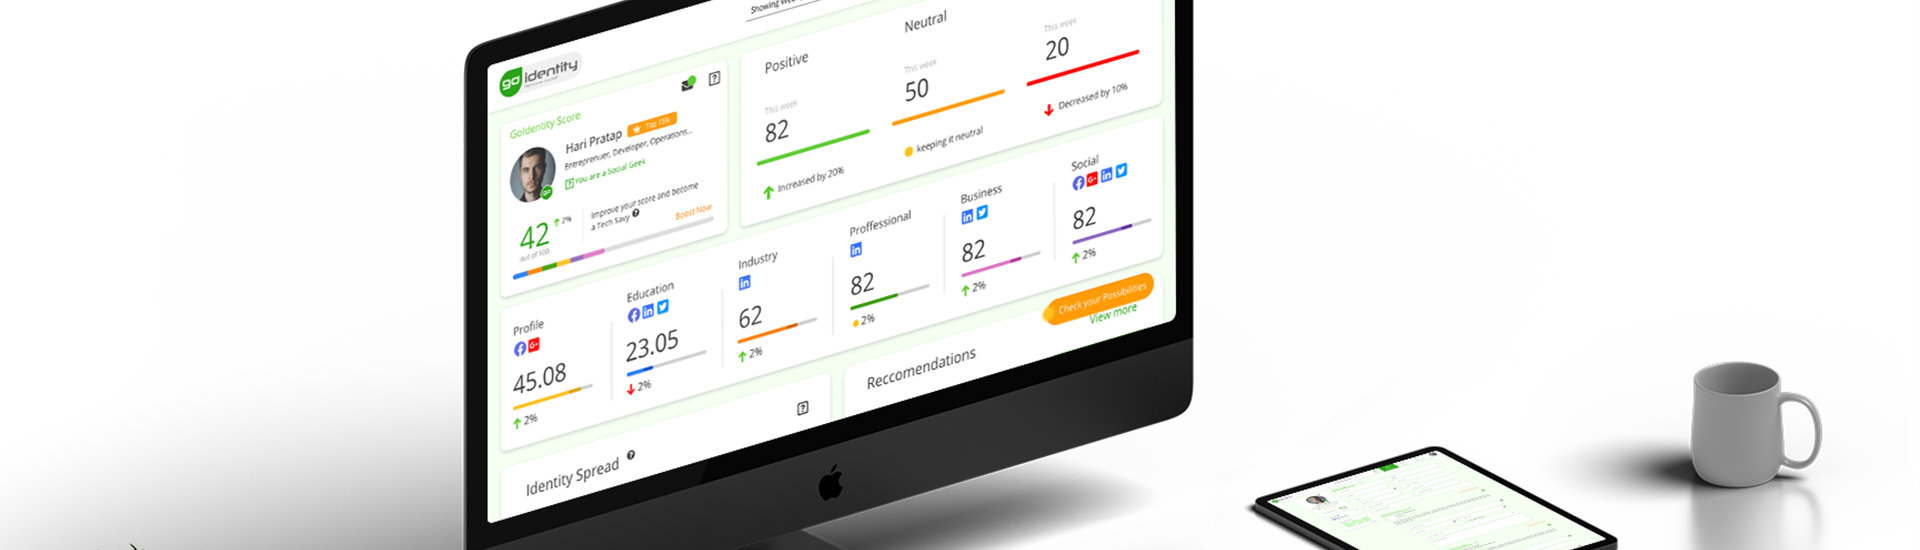 Showing
go identity
GoIdentity Score
Hari Pratap
Top 15%
Entreprenuer, Developer, Operations...
You are a Social Geek
42
2%
out of 100
Improve your score and become
a Tech Savy
Boost Now
Positive
This week
82
Increased by 20%
Neutral
This week
50
keeping it neutral
This week
20
Decreased by 10%
Profile
45.08
2%
Education
23.05
2%
Industry
62
2%
Proffessional
82
2%
Business
82
2%
Social
82
2%
Check your Possibilities
View more
Identity Spread
Reccomendations